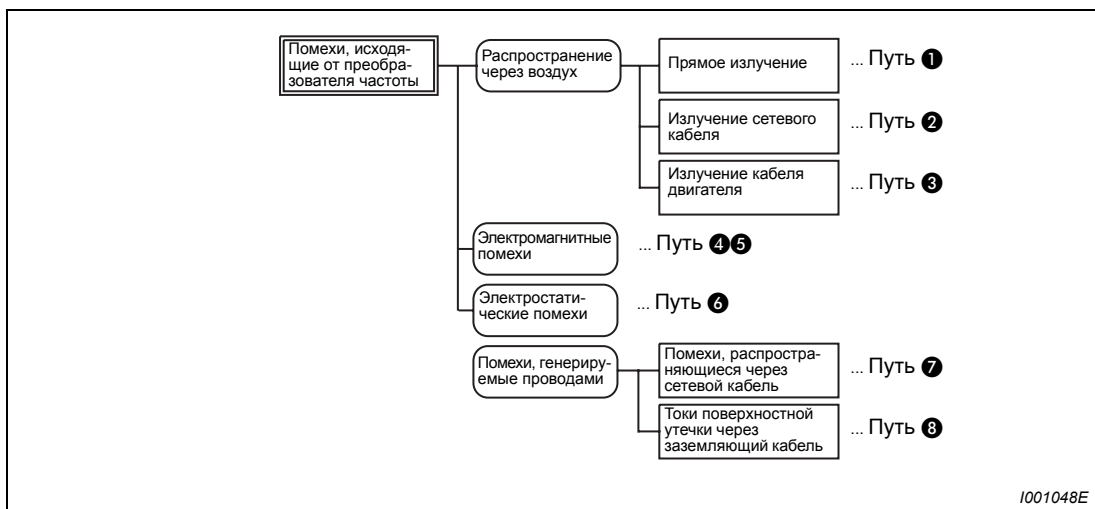 Помехи, исходя-
щие от преобра-
зователя частоты
Распространение
через воздух
Прямое излучение
... Путь ❶
Излучение сетевого
кабеля
... Путь ❷
Излучение кабеля
двигателя
... Путь ❸
Электромагнитные
помехи
... Путь ❹❺
Электростати-
ческие помехи
... Путь ❻
Помехи, генериру-
емые проводами
Помехи, распростра-
няющиеся через
сетевой кабель
... Путь ❼
Токи поверхностной
утечки через
заземляющий кабель
... Путь ❽
I001048E